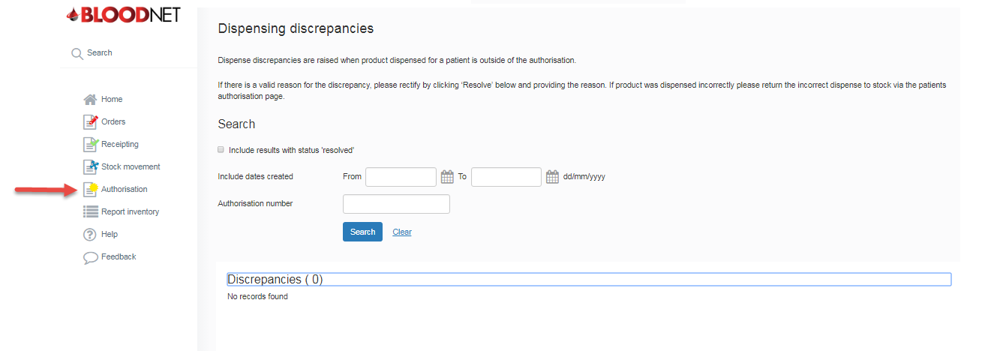 BLOODNET
Search
Home
Orders
Receipting
Stock movement
Authorisation
Report inventory
Help
Feedback
Dispensing discrepancies
Dispense discrepancies are raised when product dispensed for a patient is outside of the authorisation.
If there is a valid reason for the discrepancy, please rectify by clicking 'Resolve' below and providing the reason. If product was dispensed incorrectly please return the incorrect dispense to stock via the patients
authorisation page.
Search
Include results with status 'resolved'
Include dates created From To dd/mm/yyyy
Authorisation number
Search Clear
Discrepancies ( 0)
No records found